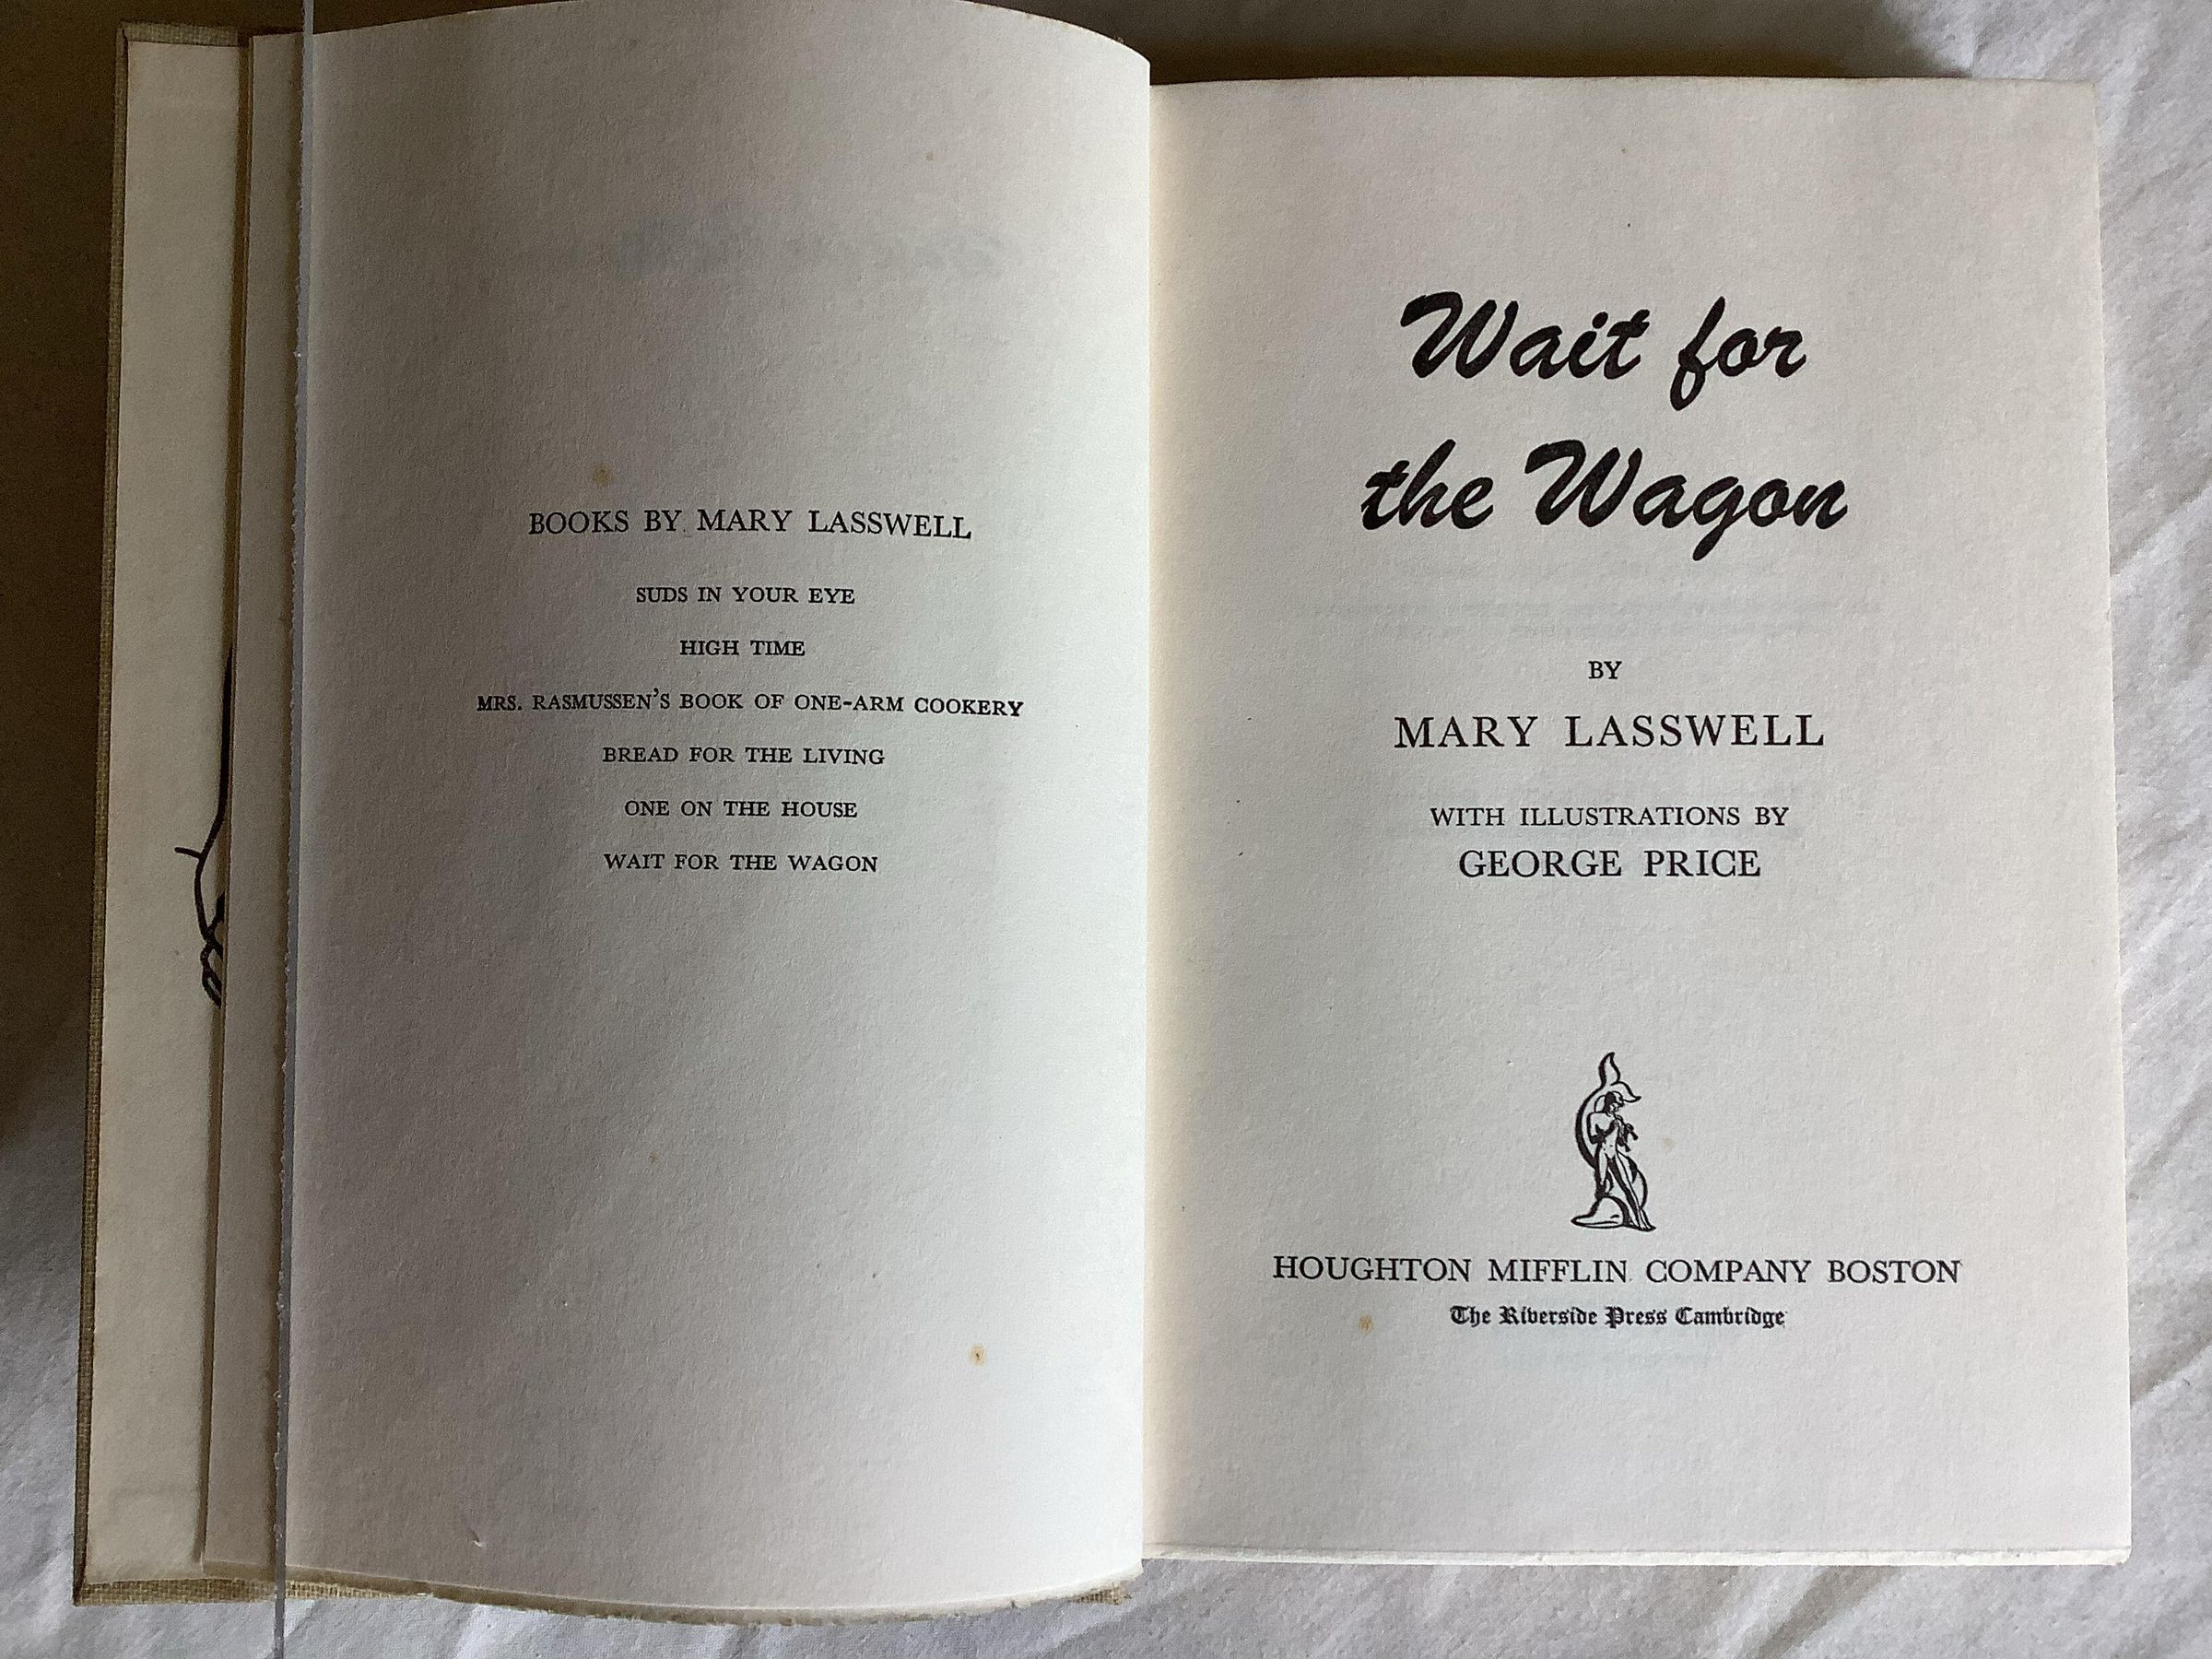 BOOKS BY MARY LASSWELL
SUDS IN YOUR EYE
HIGH TIME
MRS. RASMUSSEN'S BOOK OF ONE-ARM COOKERY
BREAD FOR THE LIVING
ONE ON THE HOUSE
WAIT FOR THE WAGON
Wait for
the Wagon
BY
MARY LASSWELL
WITH ILLUSTRATIONS BY
GEORGE PRICE
HOUGHTON MIFFLIN COMPANY BOSTON
The Riverside Press Cambridge